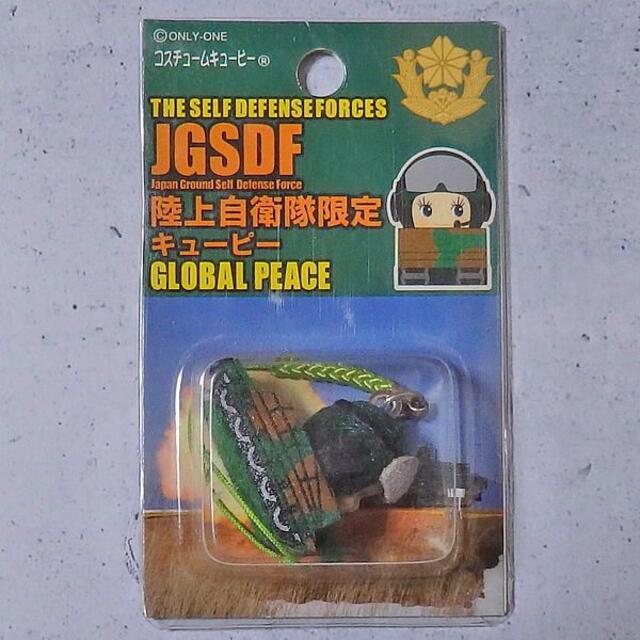 ©ONLY-ONE
コスチュームキューピー®
THE SELF DEFENSE FORCES
JGSDF
Japan Ground Self Defense Force
陸上自衛隊限定
キューピー
GLOBAL PEACE